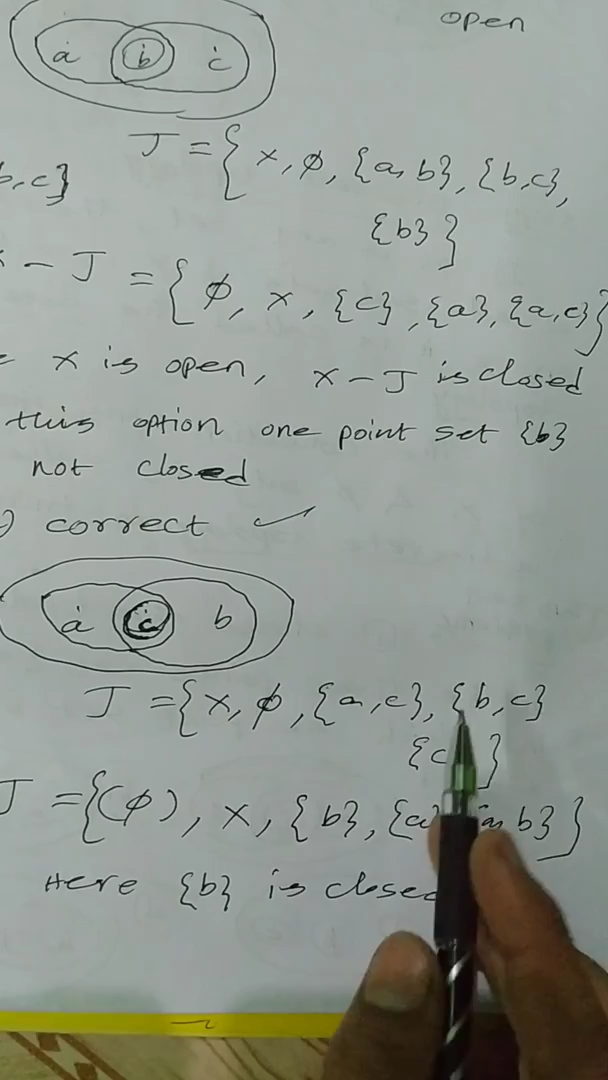 open
a b c
J = {x, φ, {a, b}, {b, c},
b, c}
{b}}
x - J = {φ, x, {c}, {a}, {a, c}}
x is open, x - J is closed
this option one point set {b}
not closed
) correct ✓
a c b
J = {x, φ, {a, c}, {b, c}
{c}}
J = {(φ), x, {b}, {a} b}}
Here {b} is closed